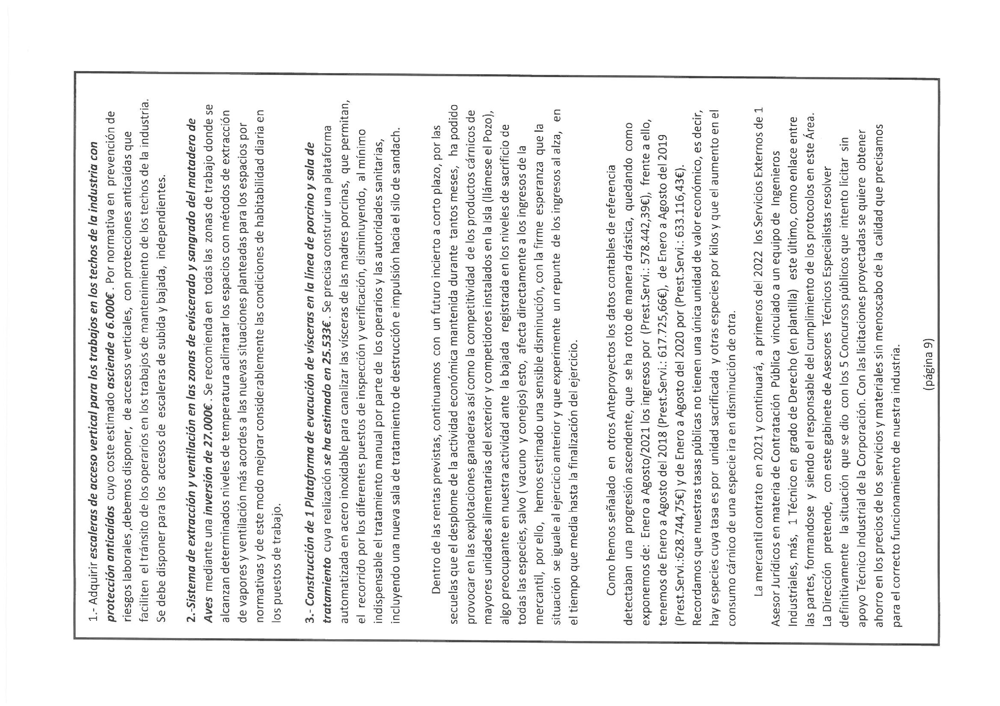 1.- Adquirir escaleras de acceso vertical para los trabajos en los techos de la industria con
protección anticaídas cuyo coste estimado asciende a 6.000€. Por normativa en prevención de
riesgos laborales ,debemos disponer, de accesos verticales, con protecciones anticaídas que
faciliten el tránsito de los operarios en los trabajos de mantenimiento de los techos de la industria.
Se debe disponer para los accesos de escaleras de subida y bajada, independientes.
2.-Sistema de extracción y ventilación en las zonas de evíscerado y sangrado del matadero de
Aves mediante una inversión de 27.000€. Se recomienda en todas las zonas de trabajo donde se
alcanzan determinados niveles de temperatura aclimatar los espacios con métodos de extracción
de vapores y ventilación más acordes a las nuevas situaciones planteadas para los espacios por
normativas y de este modo mejorar considerablemente las condiciones de habitabilidad diaria en
los puestos de trabajo.
3.- Construcción de 1 Plataforma de evacución de vísceras en la línea de porcino y sala de
tratamiento cuya realización se ha estimado en 25.533€. Se precisa construir una plataforma
automatizada en acero inoxidable para canalizar las vísceras de las madres porcinas, que permitan,
el recorrido por los diferentes puestos de inspección y verificación, disminuyendo, al mínimo
indispensable el tratamiento manual por parte de los operarios y las autoridades sanitarias,
incluyendo una nueva sala de tratamiento de destrucción e impulsión hacia el silo de sandach.
Dentro de las rentas previstas, continuamos con un futuro incierto a corto plazo, por las
secuelas que el desplome de la actividad económica mantenida durante tantos meses, ha podido
provocar en las explotaciones ganaderas así como la competitividad de los productos cárnicos de
mayores unidades alimentarias del exterior y competidores instalados en la isla (llámese el Pozo),
algo preocupante en nuestra actividad ante la bajada registrada en los niveles de sacrificio de
todas las especies, salvo ( vacuno y conejos) esto, afecta directamente a los ingresos de la
mercantil, por ello, hemos estimado una sensible disminución, con la firme esperanza que la
situación se iguale al ejercicio anterior y que experimente un repunte de los ingresos al alza, en
el tiempo que media hasta la finalización del ejercicio.
Como hemos señalado en otros Anteproyectos los datos contables de referencia
detectaban una progresión ascendente, que se ha roto de manera drástica, quedando como
exponemos de: Enero a Agosto/2021 los ingresos por (Prest.Servi.: 578.442,39€), frente a ello,
tenemos de Enero a Agosto del 2018 (Prest.Servi.: 617.725,66€), de Enero a Agosto del 2019
(Prest.Servi.:628.744,75€) y de Enero a Agosto del 2020 por (Prest.Servi.: 633.116,43€).
Recordamos que nuestras tasas públicas no tienen una única unidad de valor económico, es decir,
hay especies cuya tasa es por unidad sacrificada y otras especies por kilos y que el aumento en el
consumo cárnico de una especie ira en disminución de otra.
La mercantil contrato en 2021 y continuará, a primeros del 2022 los Servicios Externos de 1
Asesor Jurídicos en materia de Contratación Pública vinculado a un equipo de Ingenieros
Industriales, más, 1 Técnico en grado de Derecho (en plantilla) este último, como enlace entre
las partes, formandose y siendo el responsable del cumplimiento de los protocolos en este Área.
La Dirección pretende, con este gabinete de Asesores Técnicos Especialistas resolver
definitivamente la situación que se dio con los 5 Concursos públicos que intento licitar sin
apoyo Técnico Industrial de la Corporación. Con las licitaciones proyectadas se quiere obtener
ahorro en los precios de los servicios y materiales sin menoscabo de la calidad que precisamos
para el correcto funcionamiento de nuestra industria.
(página 9)